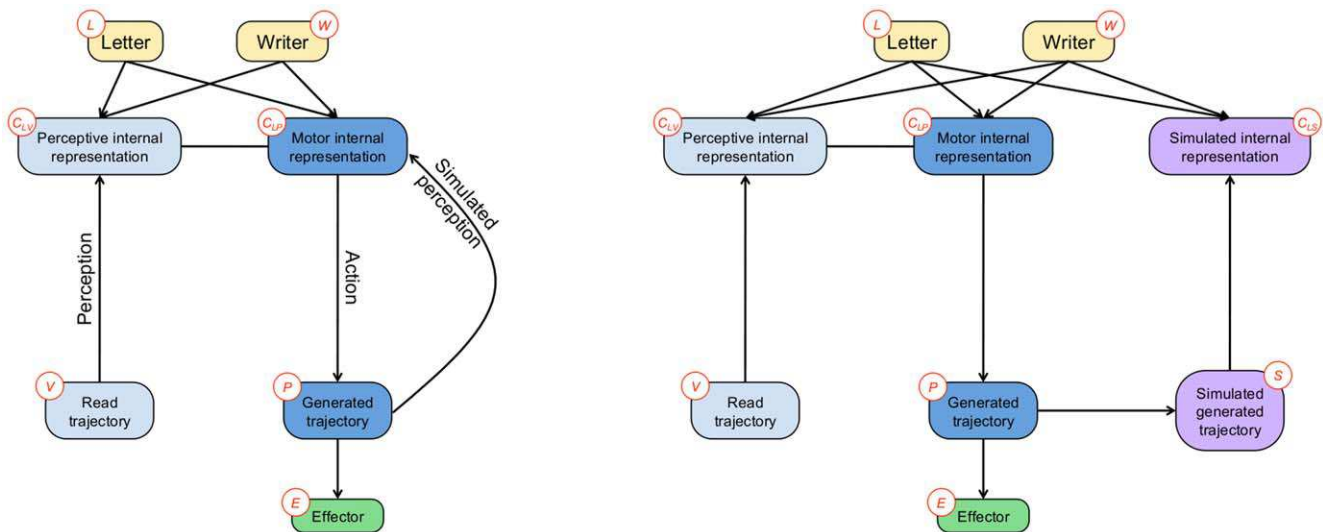 L
Letter
W
Writer
C_LV
Perceptive internal
representation
C_LP
Motor internal
representation
Simulated
perception
Perception
Action
V
Read
trajectory
P
Generated
trajectory
E
Effector
L
Letter
W
Writer
C_LV
Perceptive internal
representation
C_LP
Motor internal
representation
C_LS
Simulated internal
representation
V
Read
trajectory
P
Generated
trajectory
S
Simulated
generated
trajectory
E
Effector